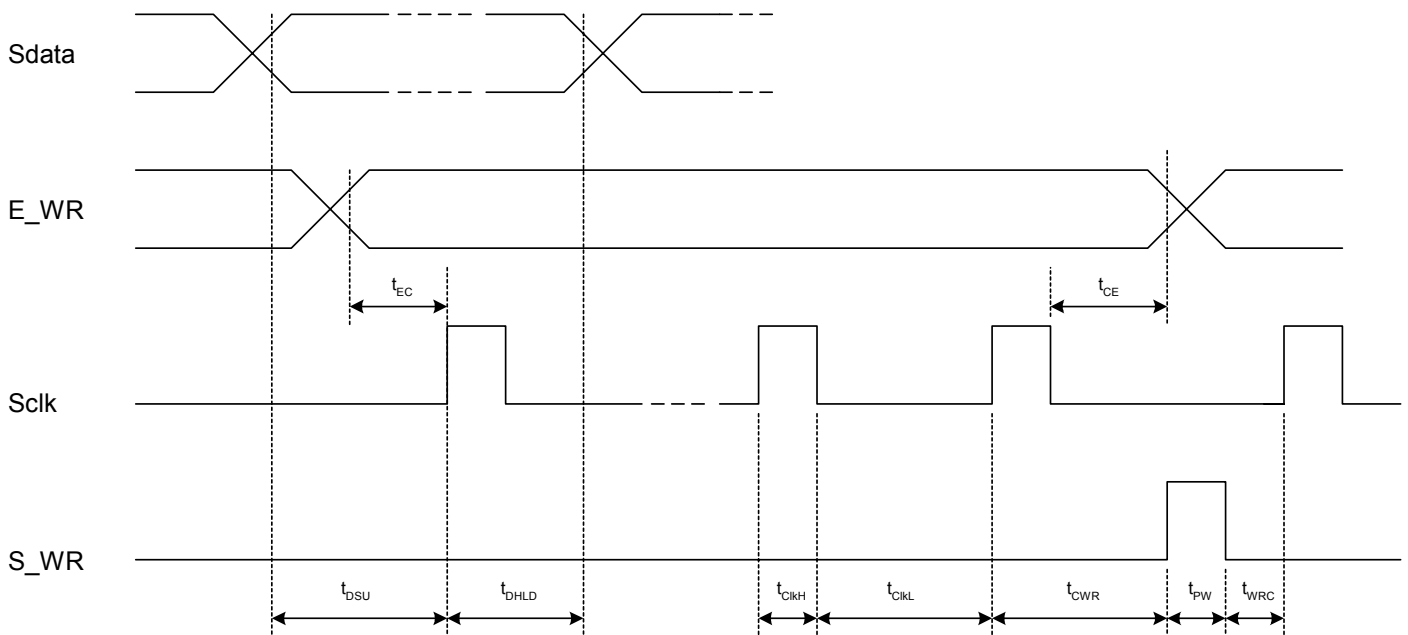 Sdata
E_WR
tEC
tCE
Sclk
S_WR
tDSU
tDHLD
tClkH
tClkL
tCWR
tPW
tWRC